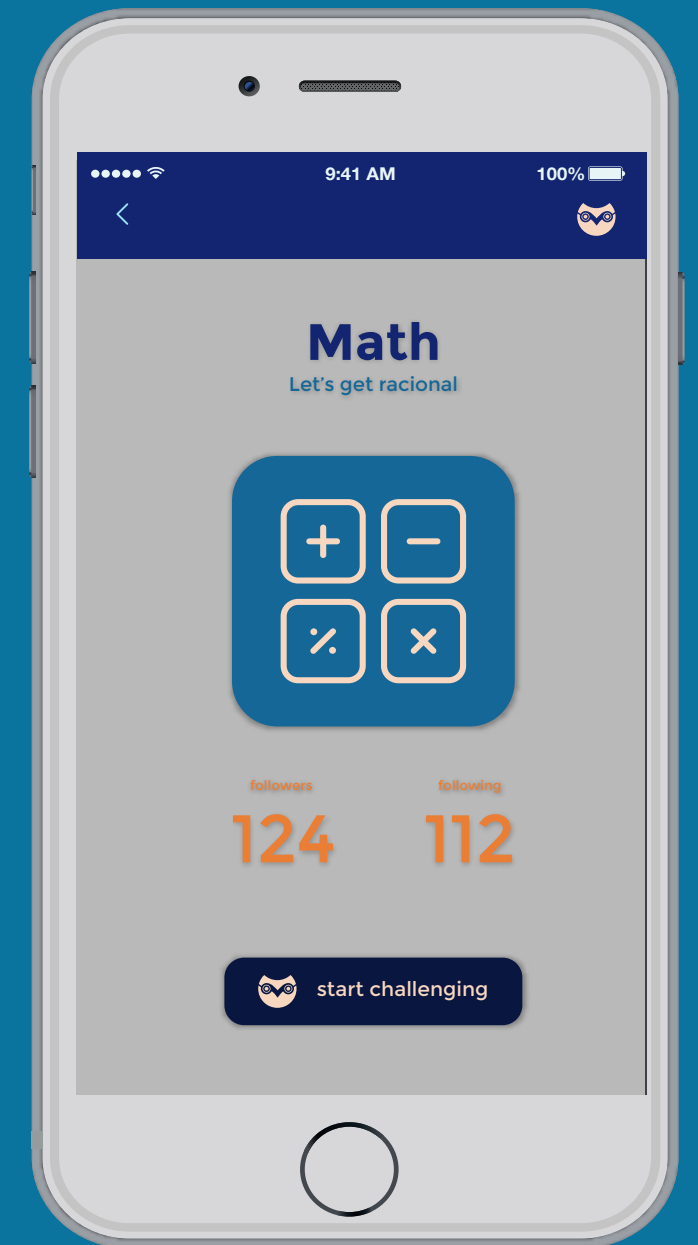 9:41 AM 100%
Math
Let's get racional
followers following
124 112
start challenging